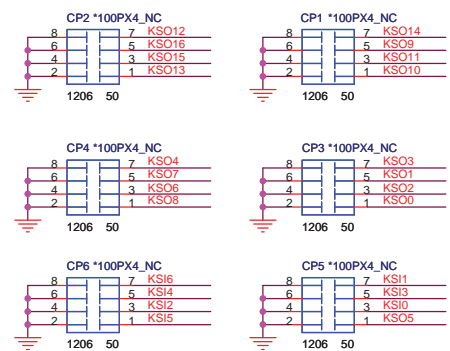 CP2 *100PX4_NC
8 7 KSO12
6 5 KSO16
4 3 KSO15
2 1 KSO13
1206 50
CP1 *100PX4_NC
8 7 KSO14
6 5 KSO9
4 3 KSO11
2 1 KSO10
1206 50
CP4 *100PX4_NC
8 7 KSO4
6 5 KSO7
4 3 KSO6
2 1 KSO8
1206 50
CP3 *100PX4_NC
8 7 KSO3
6 5 KSO1
4 3 KSO2
2 1 KSO0
1206 50
CP6 *100PX4_NC
8 7 KSI6
6 5 KSI4
4 3 KSI2
2 1 KSI5
1206 50
CP5 *100PX4_NC
8 7 KSI1
6 5 KSI3
4 3 KSI0
2 1 KSO5
1206 50